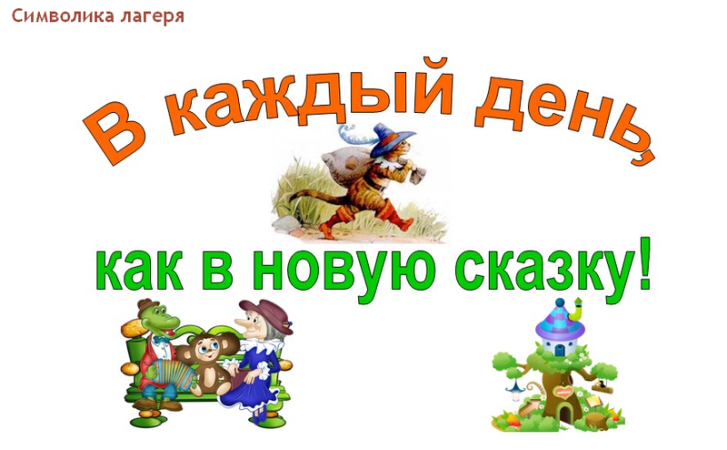 Символика лагеря
В каждый день,
как в новую сказку!